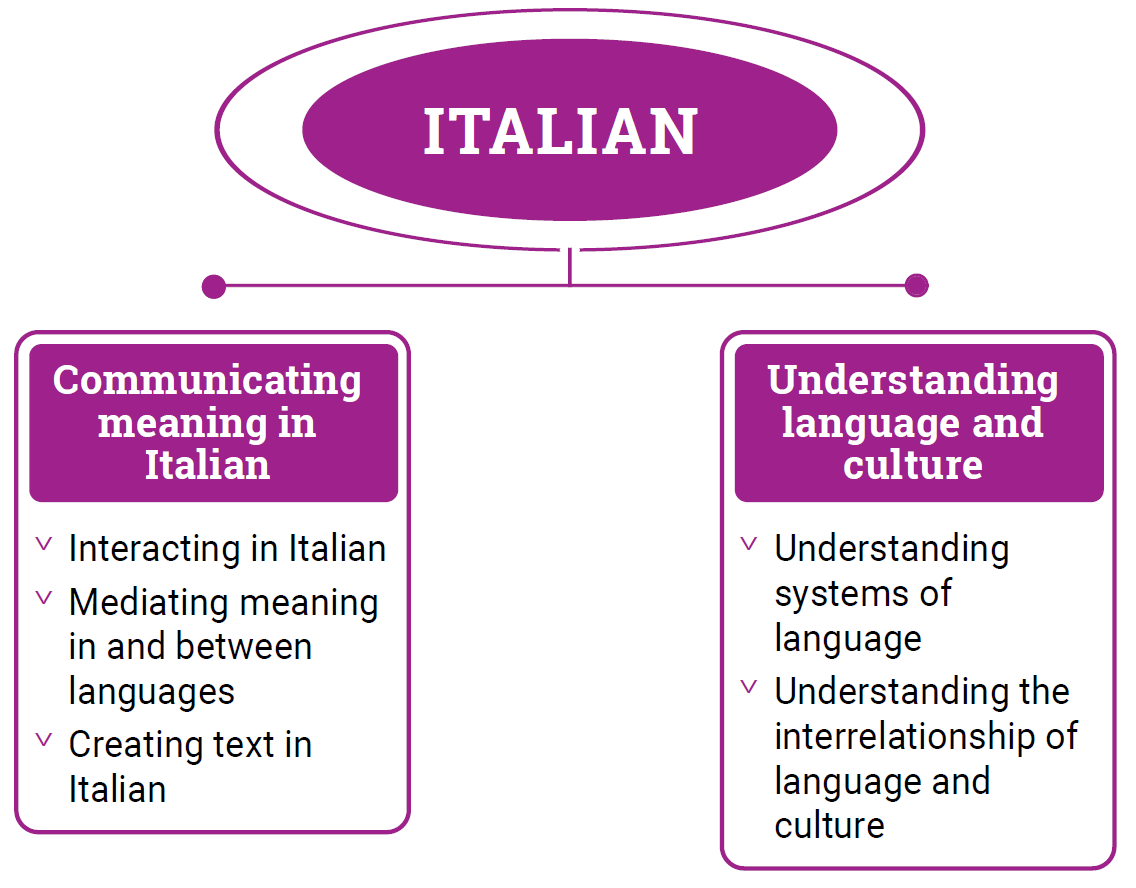 ITALIAN
Communicating
meaning in
Italian
Interacting in Italian
Mediating meaning
in and between
languages
Creating text in
Italian
Understanding
language and
culture
Understanding
systems of
language
Understanding the
interrelationship of
language and
culture